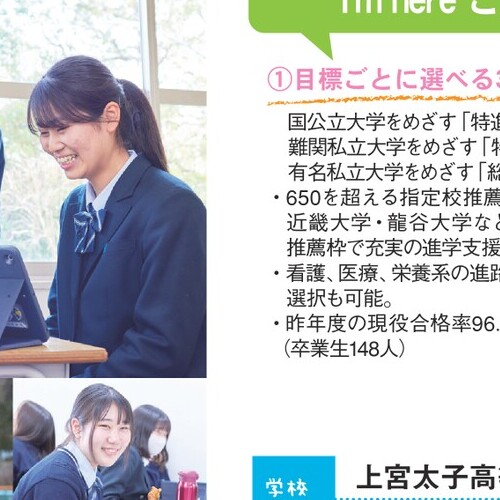 I'm here
①目標ごとに選べる3
国公立大学をめざす「特進
難関私立大学をめざす「特
有名私立大学をめざす「総
・650を超える指定校推薦
近畿大学・龍谷大学など
推薦枠で充実の進学支援
・看護、医療、栄養系の進路
選択も可能。
・昨年度の現役合格率96.
(卒業生148人)
学校
上宮太子高